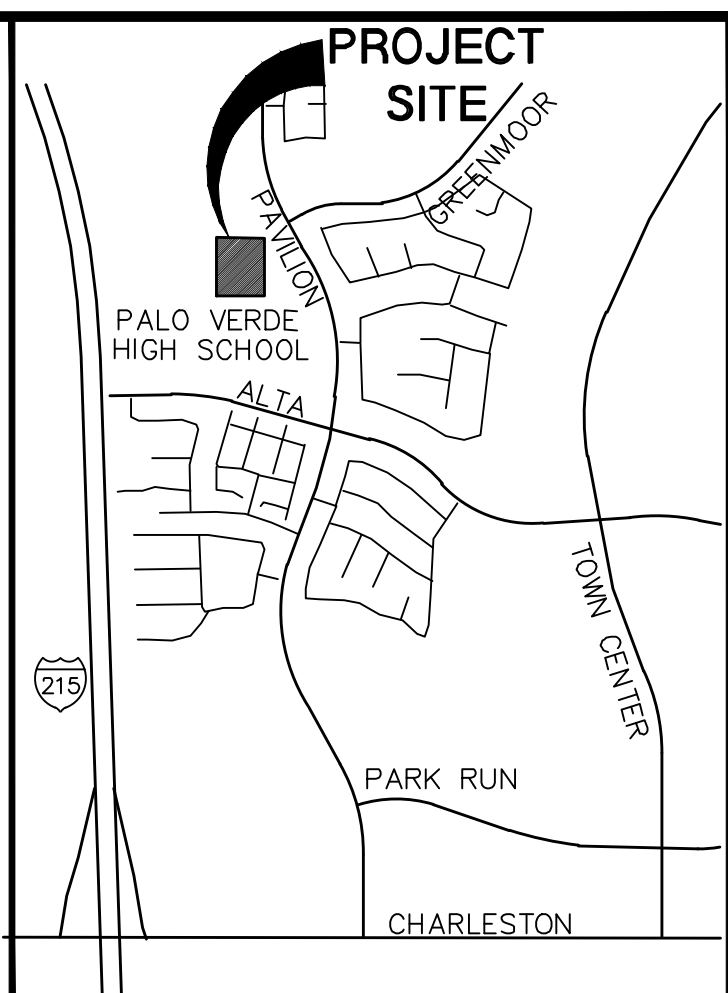 PROJECT
SITE
GREENMOOR
PAVILION
PALO VERDE
HIGH SCHOOL
ALTA
TOWN CENTER
215
PARK RUN
CHARLESTON